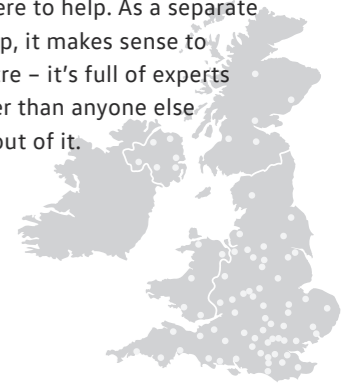 ere to help. As a separate
p, it makes sense to
re – it's full of experts
er than anyone else
out of it.